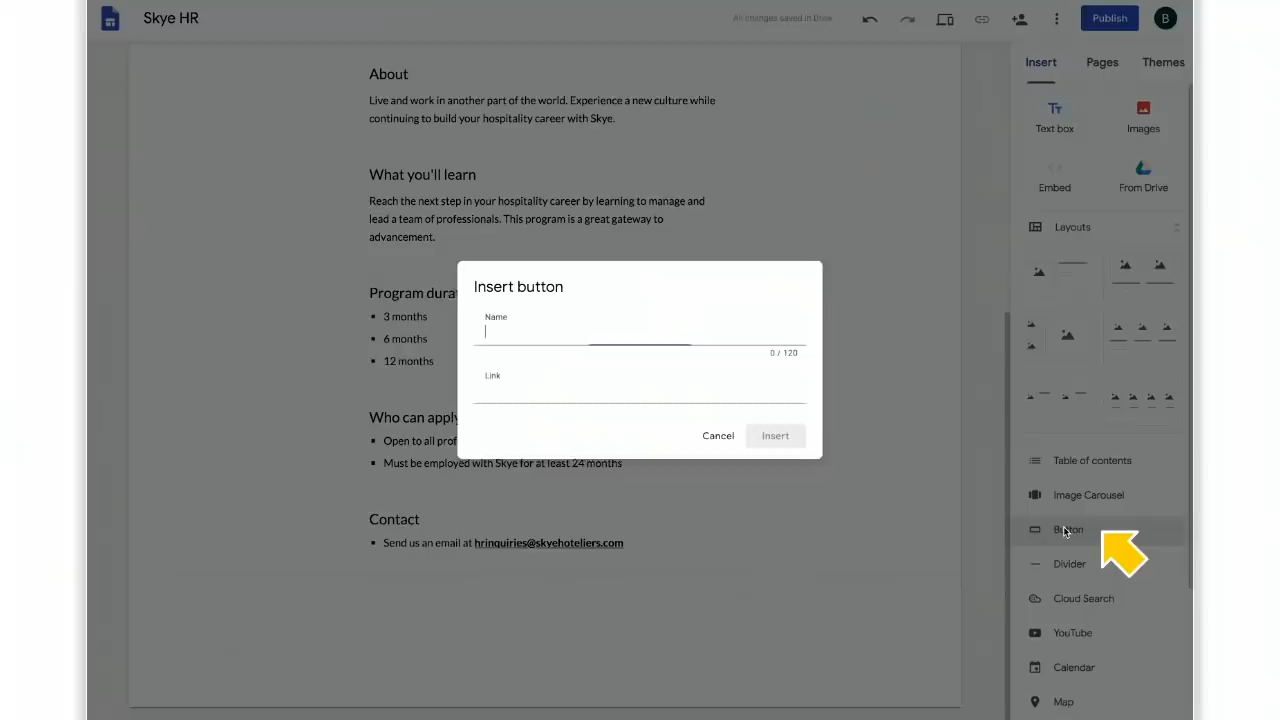 Skye HR
All changes saved in Drive
Publish
B
Insert
Pages
Themes
About
Live and work in another part of the world. Experience a new culture while
continuing to build your hospitality career with Skye.
What you'll learn
Reach the next step in your hospitality career by learning to manage and
lead a team of professionals. This program is a great gateway to
advancement.
Program durat
3 months
6 months
12 months
Who can apply
Open to all prof
Must be employed with Skye for at least 24 months
Contact
Send us an email at hrinquiries@skyehoteliers.com
Insert button
Name
0 / 120
Link
Cancel
Insert
Tt
Text box
Images
Embed
From Drive
Layouts
Table of contents
Image Carousel
Button
Divider
Cloud Search
YouTube
Calendar
Map